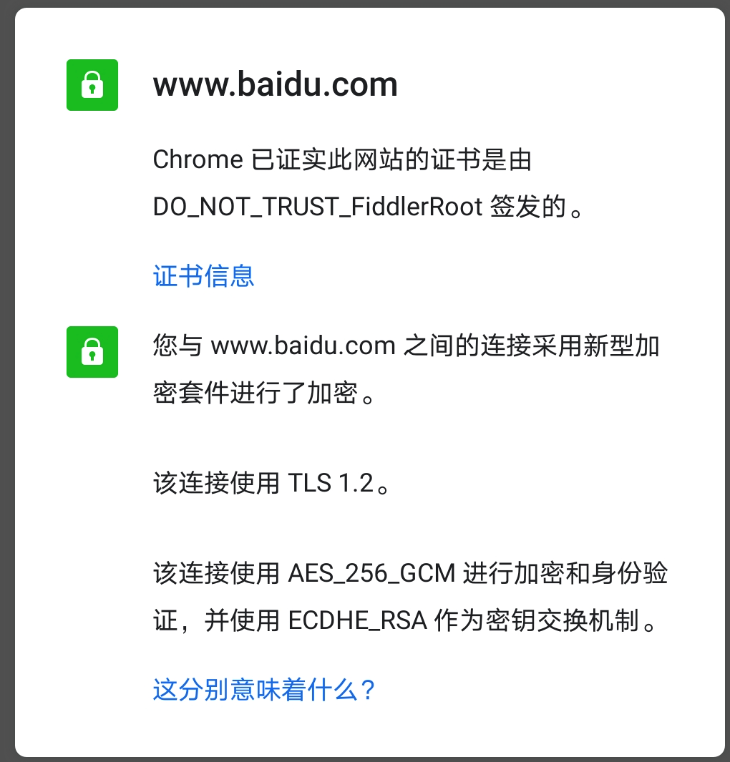 www.baidu.com
Chrome 已证实此网站的证书是由
DO_NOT_TRUST_FiddlerRoot 签发的。
证书信息
您与 www.baidu.com 之间的连接采用新型加
密套件进行了加密。
该连接使用 TLS 1.2。
该连接使用 AES_256_GCM 进行加密和身份验
证，并使用 ECDHE_RSA 作为密钥交换机制。
这分别意味着什么？